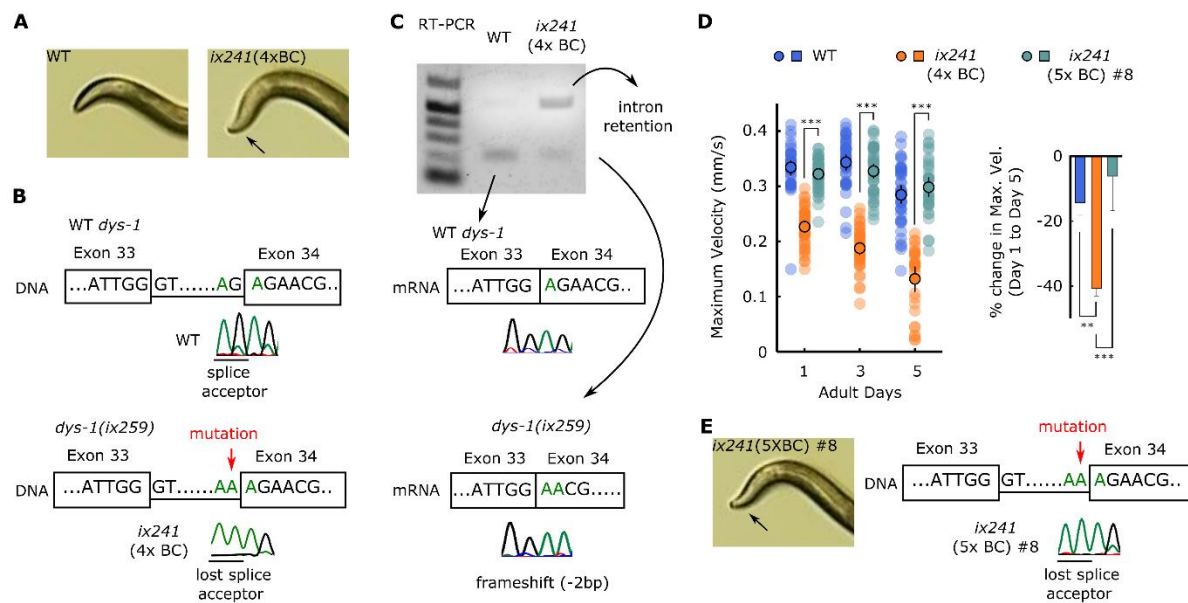 A
WT
ix241(4xBC)
B
WT dys-1
Exon 33 Exon 34
DNA ...ATTGG GT......AG AGAACG..
WT
splice
acceptor
dys-1(ix259)
mutation
Exon 33 Exon 34
DNA ...ATTGG GT......AA AGAACG..
ix241
(4x BC)
lost splice
acceptor
C
RT-PCR WT ix241
(4x BC)
intron
retention
WT dys-1
Exon 33 Exon 34
mRNA ...ATTGG AGAACG..
dys-1(ix259)
Exon 33 Exon 34
mRNA ...ATTGG AACG.....
frameshift (-2bp)
D
WT
ix241
(4x BC)
ix241
(5x BC) #8
Maximum Velocity (mm/s)
0.4
0.3
0.2
0.1
0
*** *** ***
1 3 5
Adult Days
% change in Max. Vel.
(Day 1 to Day 5)
0
-20
-40
**
***
E
ix241(5XBC) #8
mutation
Exon 33 Exon 34
DNA ...ATTGG GT......AA AGAACG..
ix241
(5x BC) #8
lost splice
acceptor